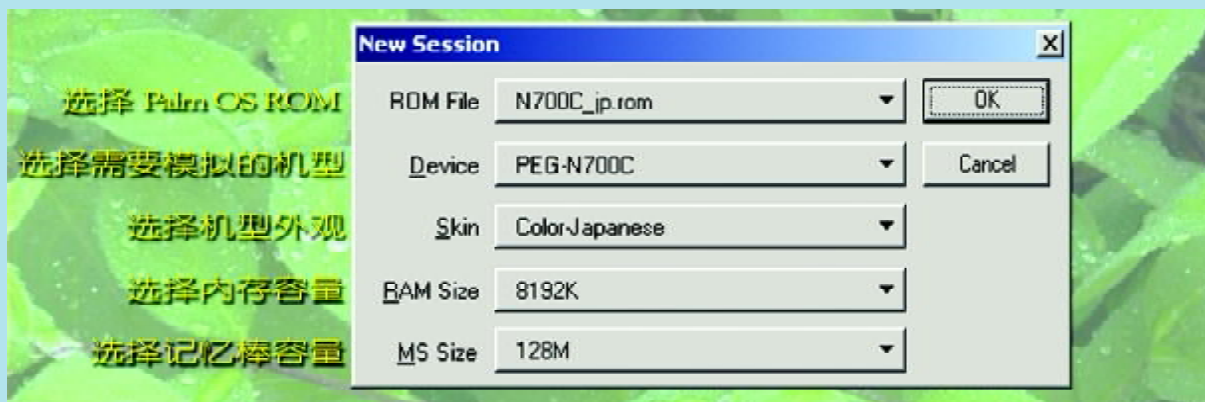 New Session
选择 Palm OS ROM ROM File N700C_jp.rom OK
选择需要模拟的机型 Device PEG-N700C Cancel
选择机型外观 Skin Color-Japanese
选择内存容量 RAM Size 8192K
选择记忆棒容量 MS Size 128M